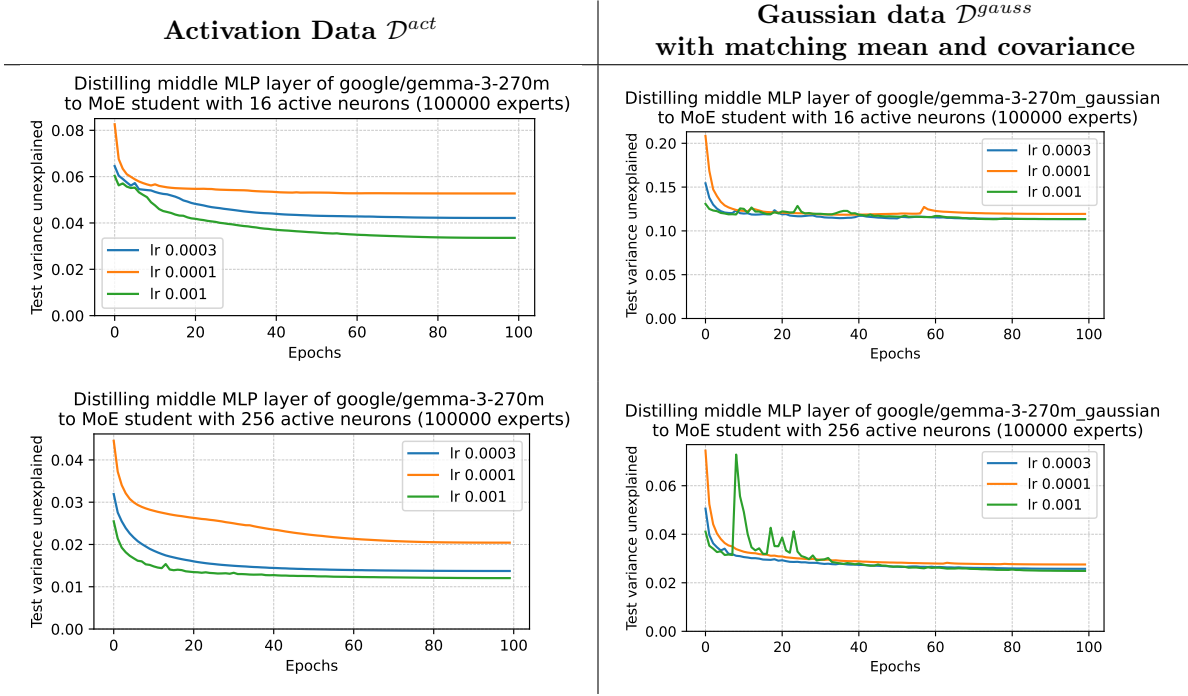 Activation Data 𝒟^act
Gaussian data 𝒟^gauss
with matching mean and covariance
Distilling middle MLP layer of google/gemma-3-270m
to MoE student with 16 active neurons (100000 experts)
Test variance unexplained
0.08
0.06
0.04
0.02
0.00
lr 0.0003
lr 0.0001
lr 0.001
0 20 40 60 80 100
Epochs
Distilling middle MLP layer of google/gemma-3-270m_gaussian
to MoE student with 16 active neurons (100000 experts)
Test variance unexplained
0.20
0.15
0.10
0.05
0.00
lr 0.0003
lr 0.0001
lr 0.001
0 20 40 60 80 100
Epochs
Distilling middle MLP layer of google/gemma-3-270m
to MoE student with 256 active neurons (100000 experts)
Test variance unexplained
0.04
0.03
0.02
0.01
0.00
lr 0.0003
lr 0.0001
lr 0.001
0 20 40 60 80 100
Epochs
Distilling middle MLP layer of google/gemma-3-270m_gaussian
to MoE student with 256 active neurons (100000 experts)
Test variance unexplained
0.06
0.04
0.02
0.00
lr 0.0003
lr 0.0001
lr 0.001
0 20 40 60 80 100
Epochs